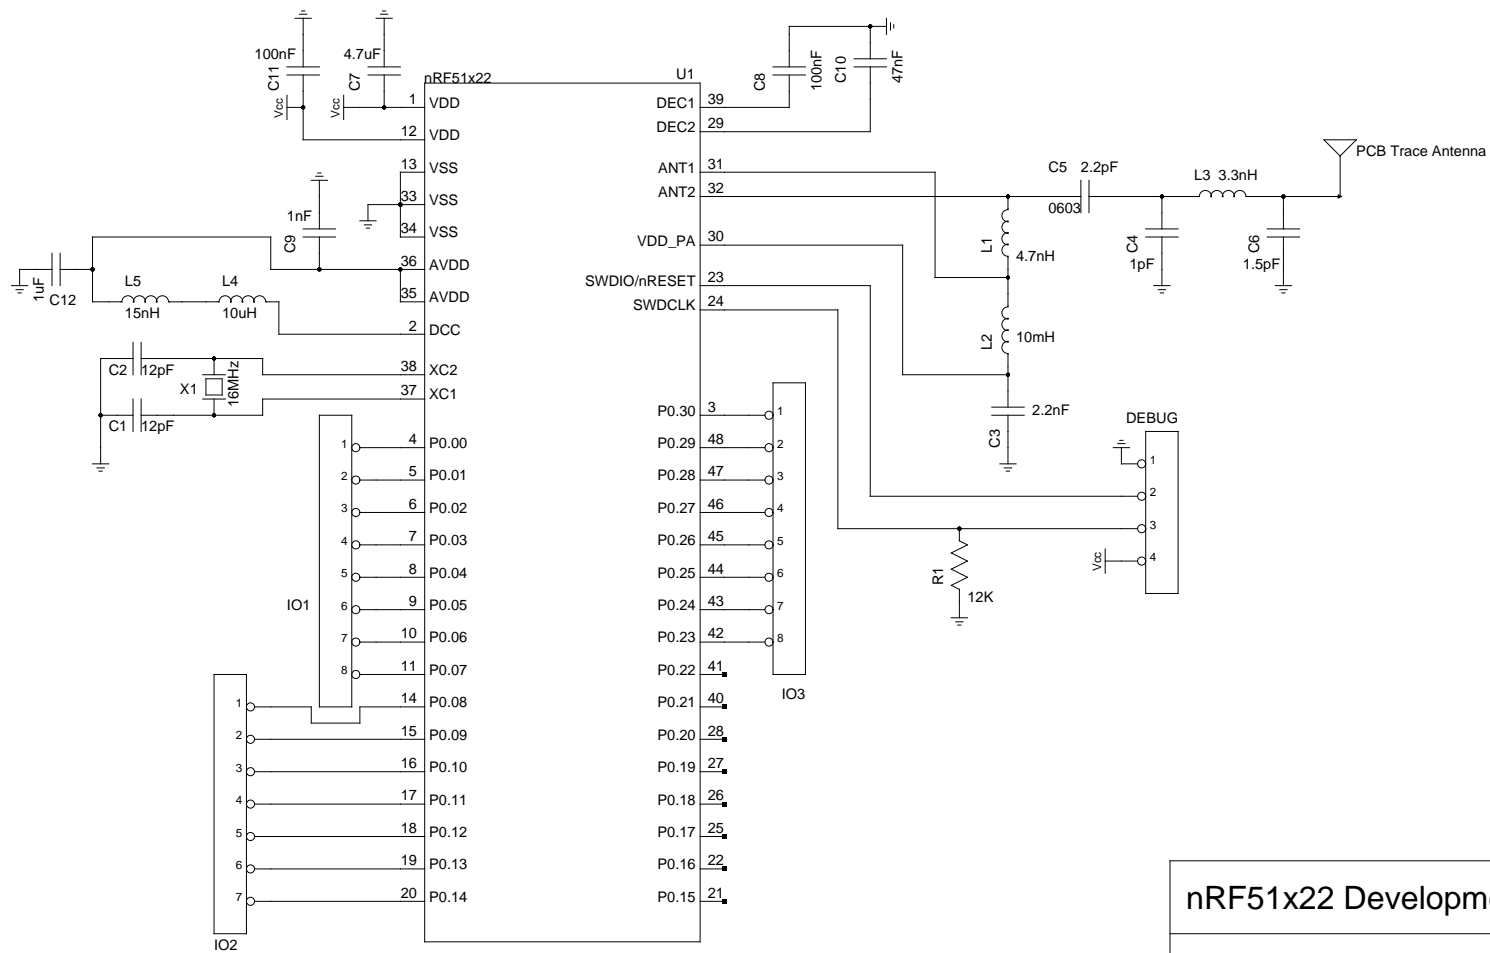 100nF
C11
Vcc
4.7uF
C7
Vcc
nRF51x22
U1
1 VDD
12 VDD
13 VSS
33 VSS
34 VSS
36 AVDD
35 AVDD
2 DCC
38 XC2
37 XC1
1nF
C9
1uF
C12
L5
15nH
L4
10uH
C2 12pF
X1
16MHz
C1 12pF
IO1
1 4 P0.00
2 5 P0.01
3 6 P0.02
4 7 P0.03
5 8 P0.04
6 9 P0.05
7 10 P0.06
8 11 P0.07
1 14 P0.08
2 15 P0.09
3 16 P0.10
4 17 P0.11
5 18 P0.12
6 19 P0.13
7 20 P0.14
IO2
DEC1 39
DEC2 29
ANT1 31
ANT2 32
VDD_PA 30
SWDIO/nRESET 23
SWDCLK 24
P0.30 3 1
P0.29 48 2
P0.28 47 3
P0.27 46 4
P0.26 45 5
P0.25 44 6
P0.24 43 7
P0.23 42 8
P0.22 41
IO3
P0.21 40
P0.20 28
P0.19 27
P0.18 26
P0.17 25
P0.16 22
P0.15 21
C8
100nF
C10
47nF
C5 2.2pF
0603
L3 3.3nH
PCB Trace Antenna
L1
4.7nH
C4
1pF
C6
1.5pF
L2
10mH
C3
2.2nF
DEBUG
1
2
3
4
Vcc
R1
12K
nRF51x22 Developm